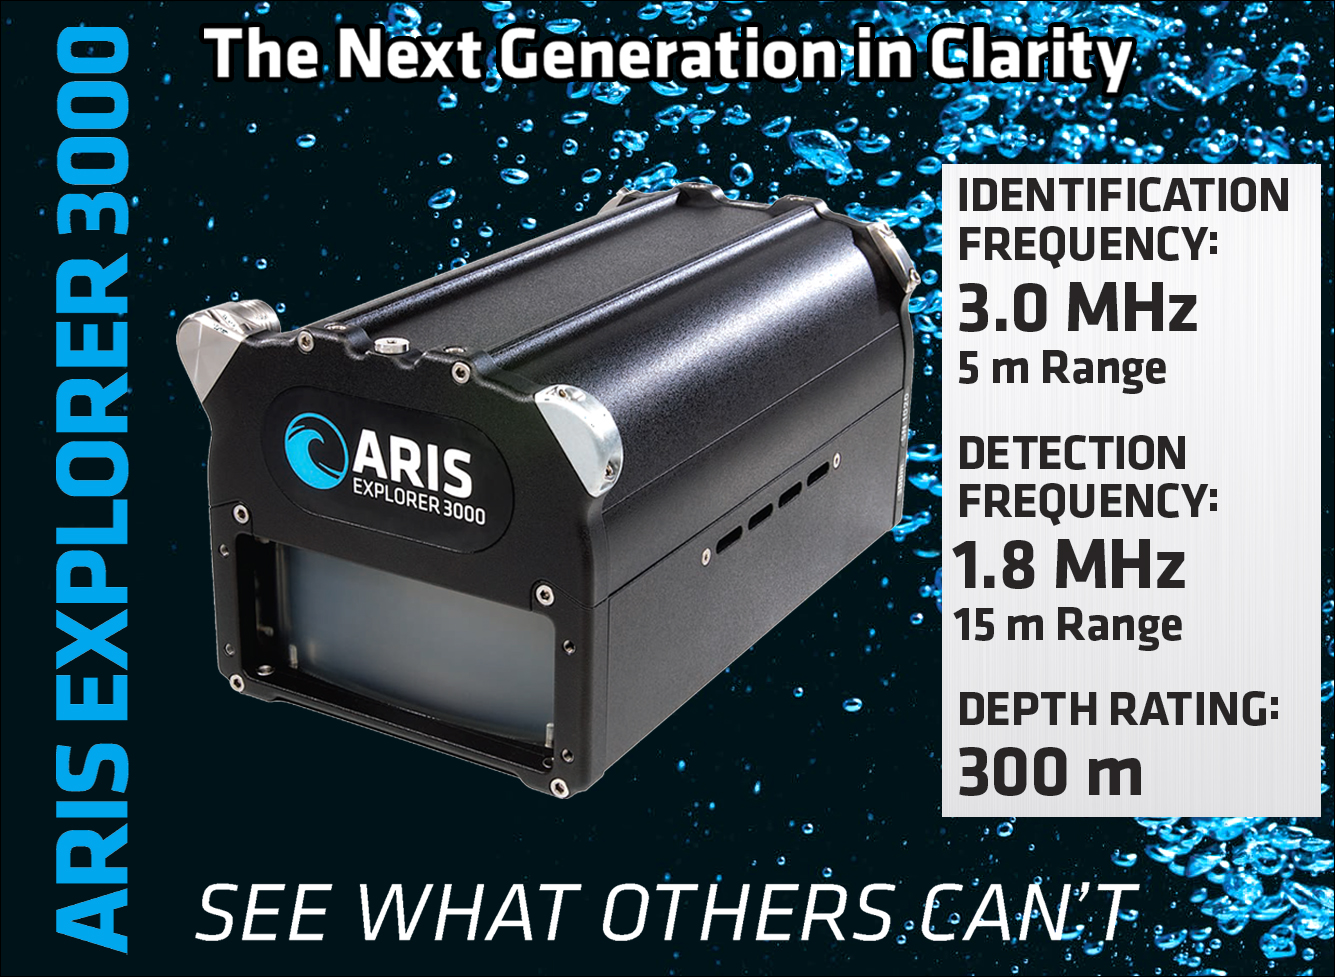 The Next Generation in Clarity
ARIS EXPLORER 3000
ARIS
EXPLORER 3000
IDENTIFICATION
FREQUENCY:
3.0 MHz
5 m Range
DETECTION
FREQUENCY:
1.8 MHz
15 m Range
DEPTH RATING:
300 m
SEE WHAT OTHERS CAN'T